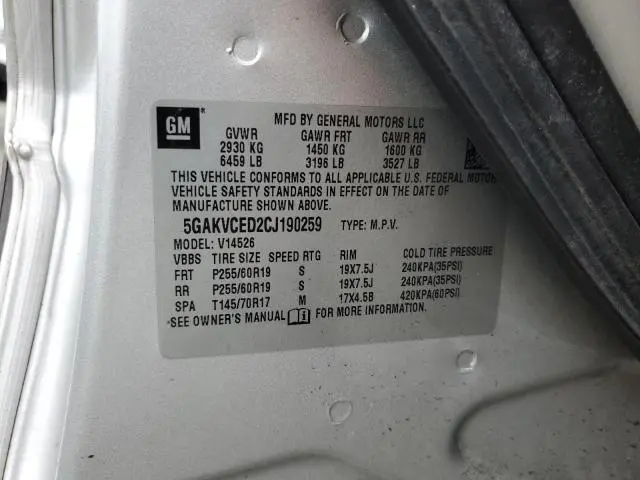 GM*
MFD BY GENERAL MOTORS LLC
GVWR GAWR FRT GAWR RR
2930 KG 1450 KG 1600 KG
6459 LB 3196 LB 3527 LB
THIS VEHICLE CONFORMS TO ALL APPLICABLE U.S. FEDERAL MOTOR
VEHICLE SAFETY STANDARDS IN EFFECT ON THE DATE OF
MANUFACTURE SHOWN ABOVE.
5GAKVCED2CJ190259 TYPE: M.P.V.
MODEL: V14526
VBBS TIRE SIZE SPEED RTG RIM COLD TIRE PRESSURE
FRT P255/60R19 S 19X7.5J 240KPA(35PSI)
RR P255/60R19 S 19X7.5J 240KPA(35PSI)
SPA T145/70R17 M 17X4.5B 420KPA(60PSI)
*SEE OWNER'S MANUAL FOR MORE INFORMATION.